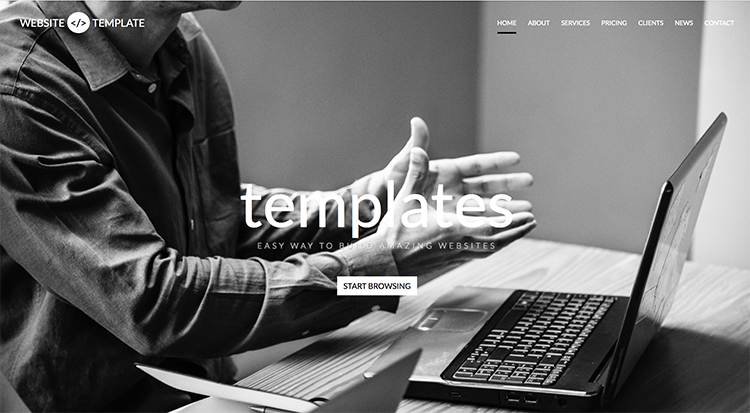 WEBSITE </> TEMPLATE
HOME ABOUT SERVICES PRICING CLIENTS NEWS CONTACT
templates
EASY WAY TO BUILD AMAZING WEBSITES
START BROWSING